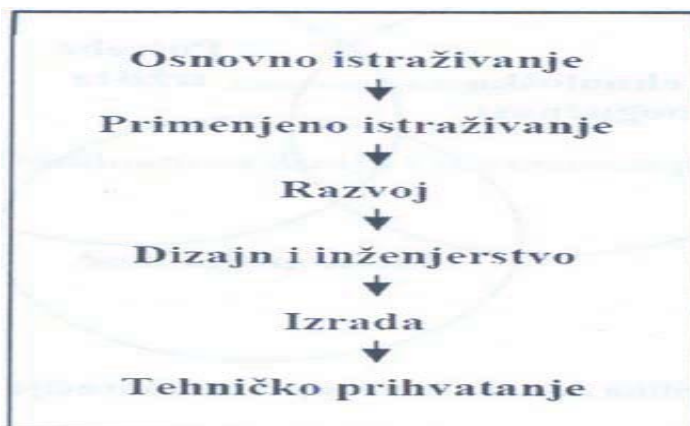 Osnovno istraživanje
Primenjeno istraživanje
Razvoj
Dizajn i inženjerstvo
Izrada
Tehničko prihvatanje